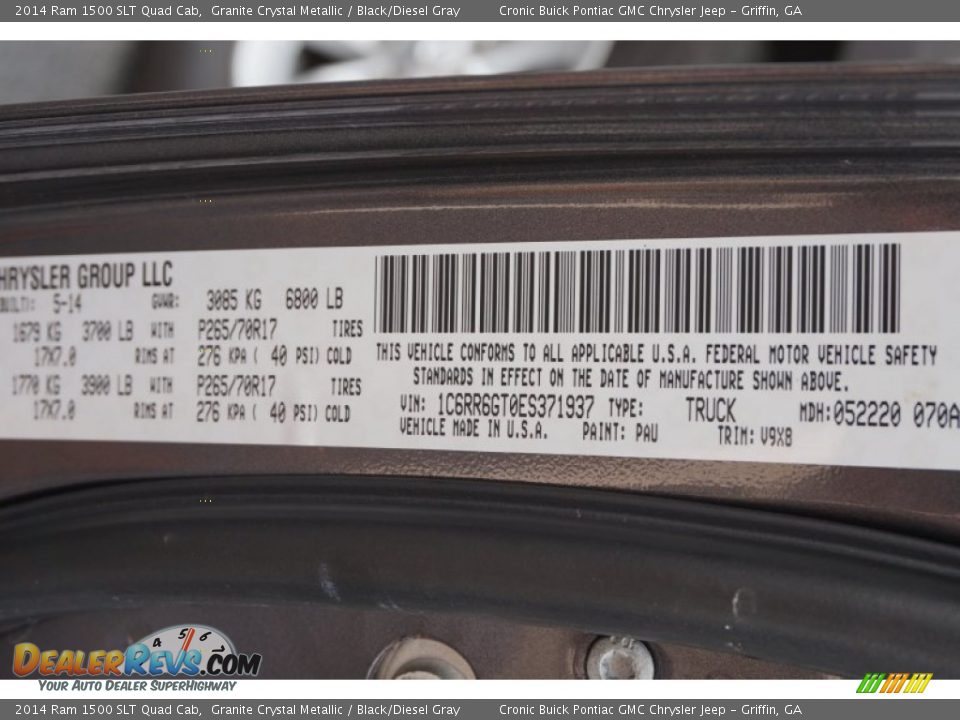 2014 Ram 1500 SLT Quad Cab, Granite Crystal Metallic / Black/Diesel Gray Cronic Buick Pontiac GMC Chrysler Jeep - Griffin, GA
HRYSLER GROUP LLC
BUILT: 5-14 GVWR: 3085 KG 6800 LB
1679 KG 3700 LB WITH P265/70R17 TIRES
17X7.0 RIMS AT 276 KPA ( 40 PSI) COLD
1770 KG 3900 LB WITH P265/70R17 TIRES
17X7.0 RIMS AT 276 KPA ( 40 PSI) COLD
THIS VEHICLE CONFORMS TO ALL APPLICABLE U.S.A. FEDERAL MOTOR VEHICLE SAFETY
STANDARDS IN EFFECT ON THE DATE OF MANUFACTURE SHOWN ABOVE.
VIN: 1C6RR6GT0ES371937 TYPE: TRUCK MDH:052220 070A
VEHICLE MADE IN U.S.A. PAINT: PAU TRIM: V9X8
4 5 6
DEALERREVS.COM
YOUR AUTO DEALER SUPERHIGHWAY
2014 Ram 1500 SLT Quad Cab, Granite Crystal Metallic / Black/Diesel Gray Cronic Buick Pontiac GMC Chrysler Jeep - Griffin, GA